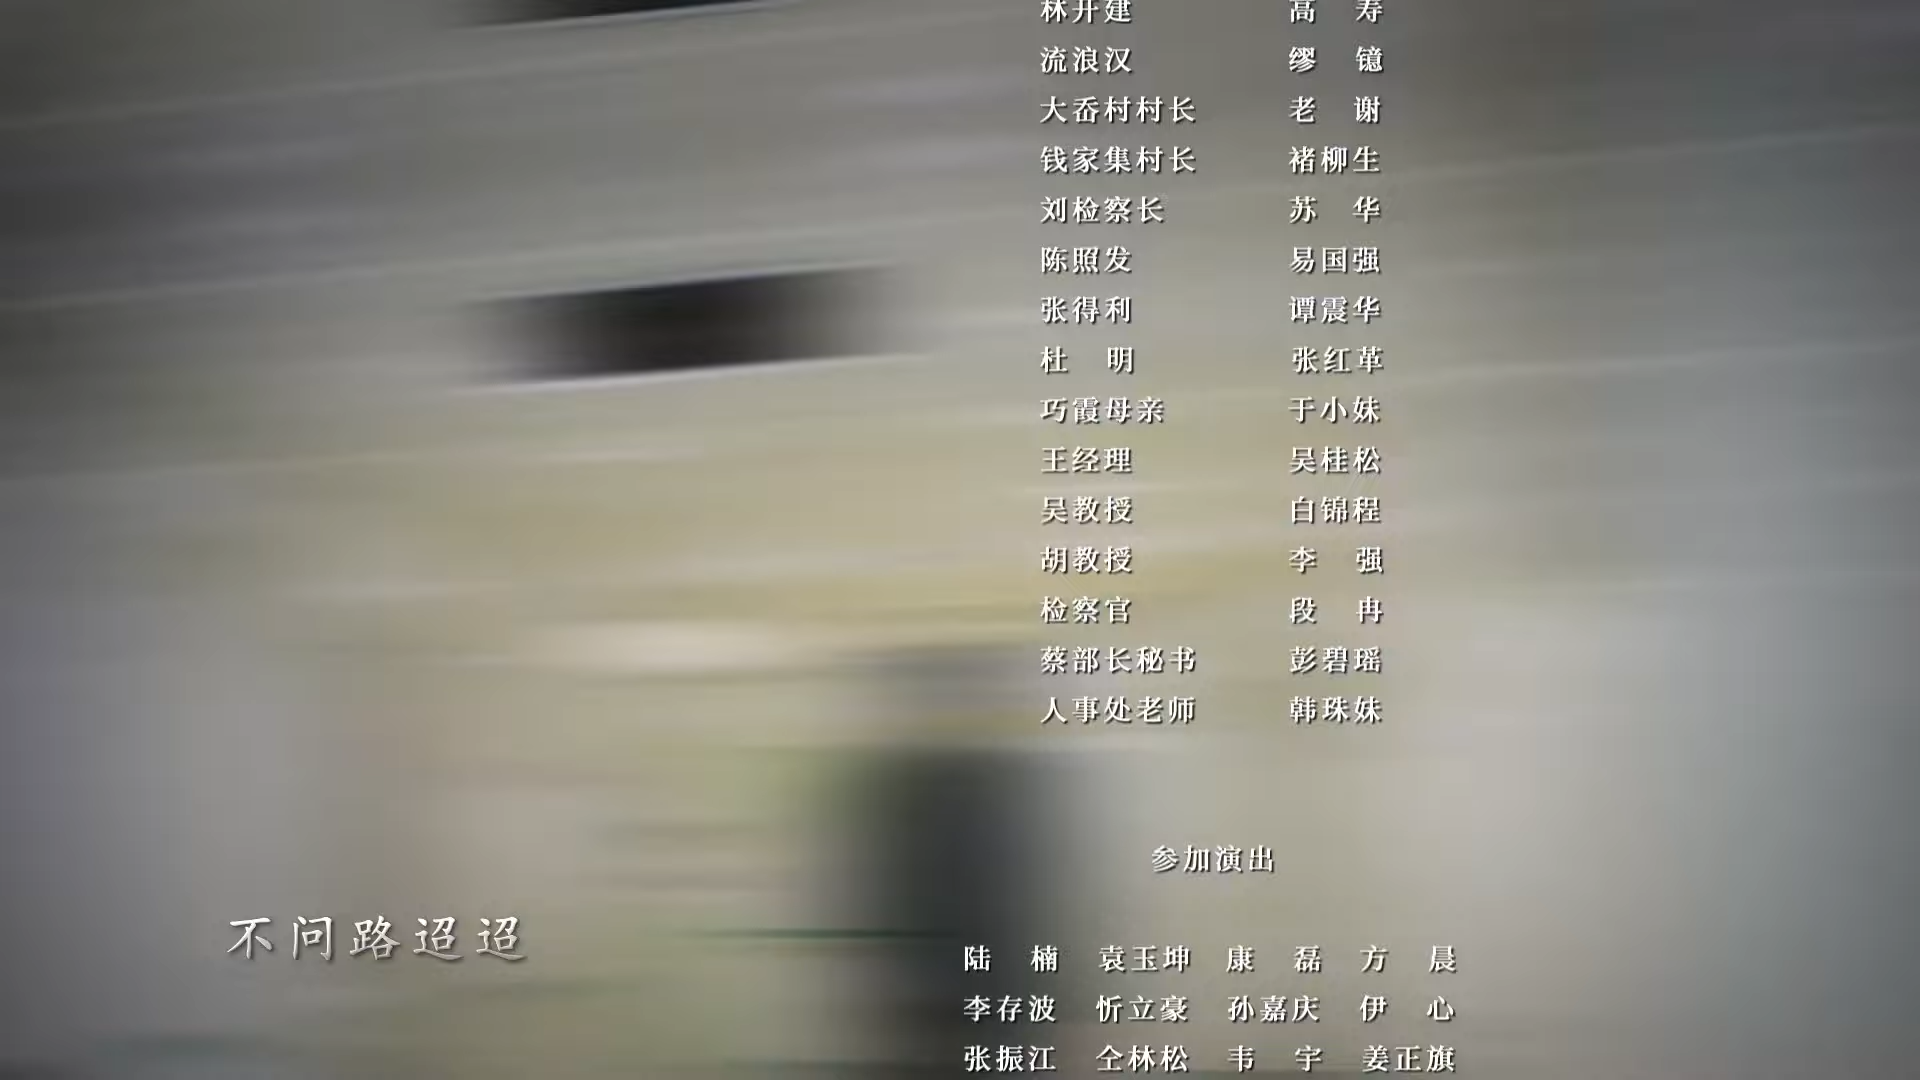 林开建 高 寿
流浪汉 缪 镱
大岙村村长 老 谢
钱家集村长 褚柳生
刘检察长 苏 华
陈照发 易国强
张得利 谭震华
杜 明 张红革
巧霞母亲 于小妹
王经理 吴桂松
吴教授 白锦程
胡教授 李 强
检察官 段 冉
蔡部长秘书 彭碧瑶
人事处老师 韩珠妹
参加演出
不问路迢迢
陆 楠 袁玉坤 康 磊 方 晨
李存波 忻立豪 孙嘉庆 伊 心
张振江 仝林松 韦 宇 姜正旗